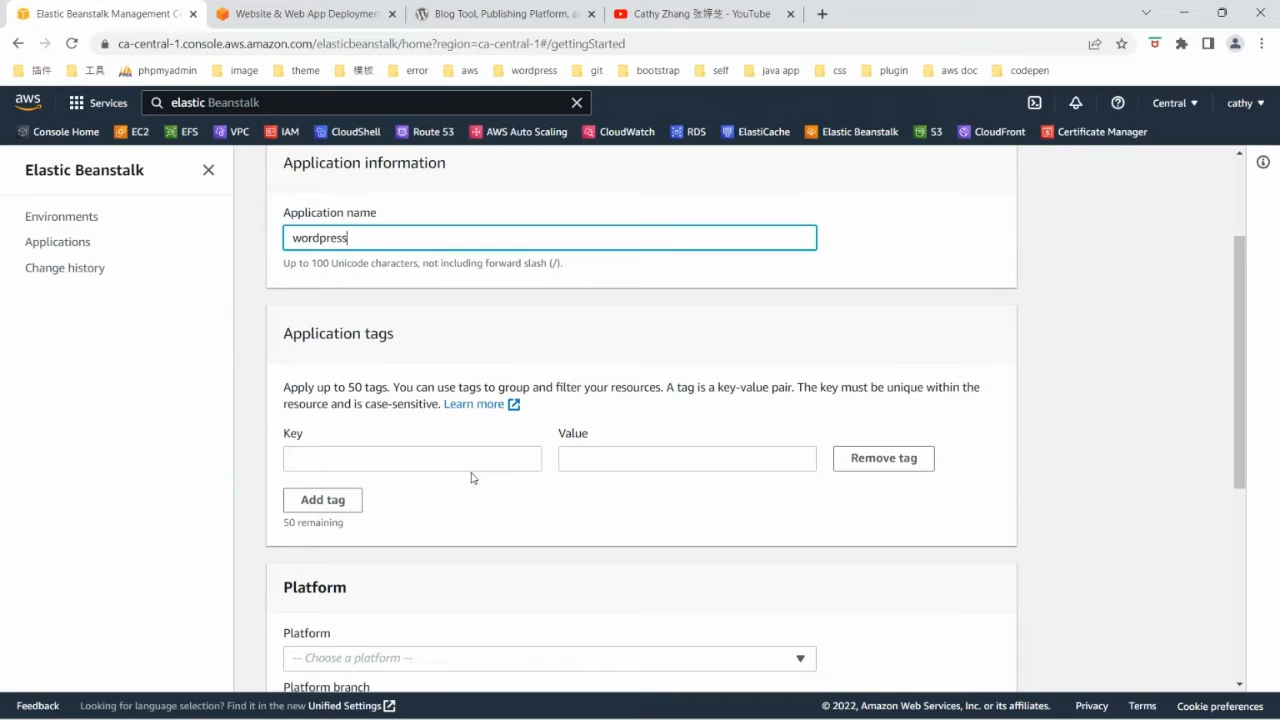 Elastic Beanstalk Management C
Website & Web App Deploymen
Blog Tool, Publishing Platform, a
Cathy Zhang 张婷芝 - YouTube
ca-central-1.console.aws.amazon.com/elasticbeanstalk/home?region=ca-central-1#/gettingStarted
插件 工具 phpmyadmin image theme 模板 error aws wordpress git bootstrap self java app css plugin aws doc codepen
aws Services elastic Beanstalk Central cathy
Console Home EC2 EFS VPC IAM CloudShell Route 53 AWS Auto Scaling CloudWatch RDS ElastiCache Elastic Beanstalk S3 CloudFront Certificate Manager
Elastic Beanstalk
Environments
Applications
Change history
Application information
Application name
wordpress
Up to 100 Unicode characters, not including forward slash (/).
Application tags
Apply up to 50 tags. You can use tags to group and filter your resources. A tag is a key-value pair. The key must be unique within the
resource and is case-sensitive. Learn more
Key Value
Remove tag
Add tag
50 remaining
Platform
Platform
-- Choose a platform --
Platform branch
Feedback Looking for language selection? Find it in the new Unified Settings © 2022, Amazon Web Services, Inc. or its affiliates. Privacy Terms Cookie preferences